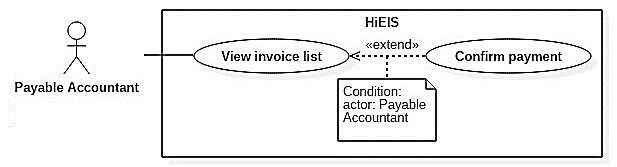 HiEIS
Payable Accountant
View invoice list
«extend»
Confirm payment
Condition:
actor: Payable
Accountant